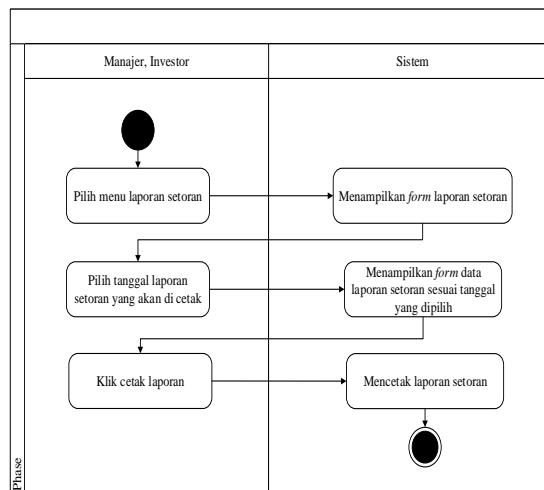 Manajer, Investor
Sistem
Pilih menu laporan setoran
Menampilkan form laporan setoran
Pilih tanggal laporan
setoran yang akan di cetak
Menampilkan form data
laporan setoran sesuai tanggal
yang dipilih
Klik cetak laporan
Mencetak laporan setoran
Phase